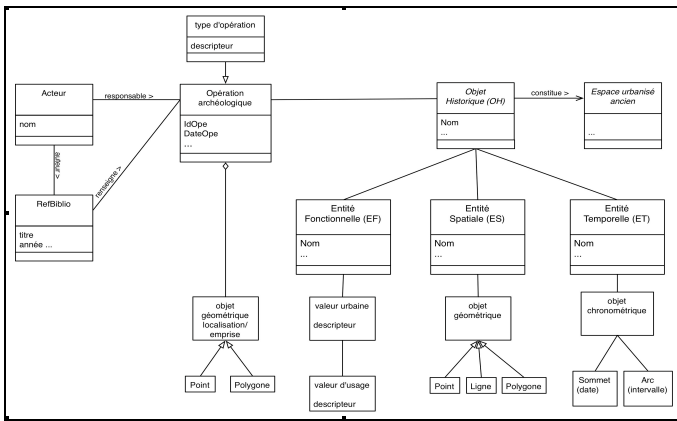 type d'opération
descripteur
Acteur
nom
responsable >
Opération
archéologique
IdOpe
DateOpe
...
Objet
Historique (OH)
Nom
...
constitue >
Espace urbanisé
ancien
...
auteur >
renseigne >
RefBiblio
titre
année ...
Entité
Fonctionnelle (EF)
Nom
...
Entité
Spatiale (ES)
Nom
...
Entité
Temporelle (ET)
Nom
...
objet
géométrique
localisation/
emprise
valeur urbaine
descripteur
objet
géométrique
objet
chronométrique
Point
Polygone
valeur d'usage
descripteur
Point
Ligne
Polygone
Sommet
(date)
Arc
(intervalle)